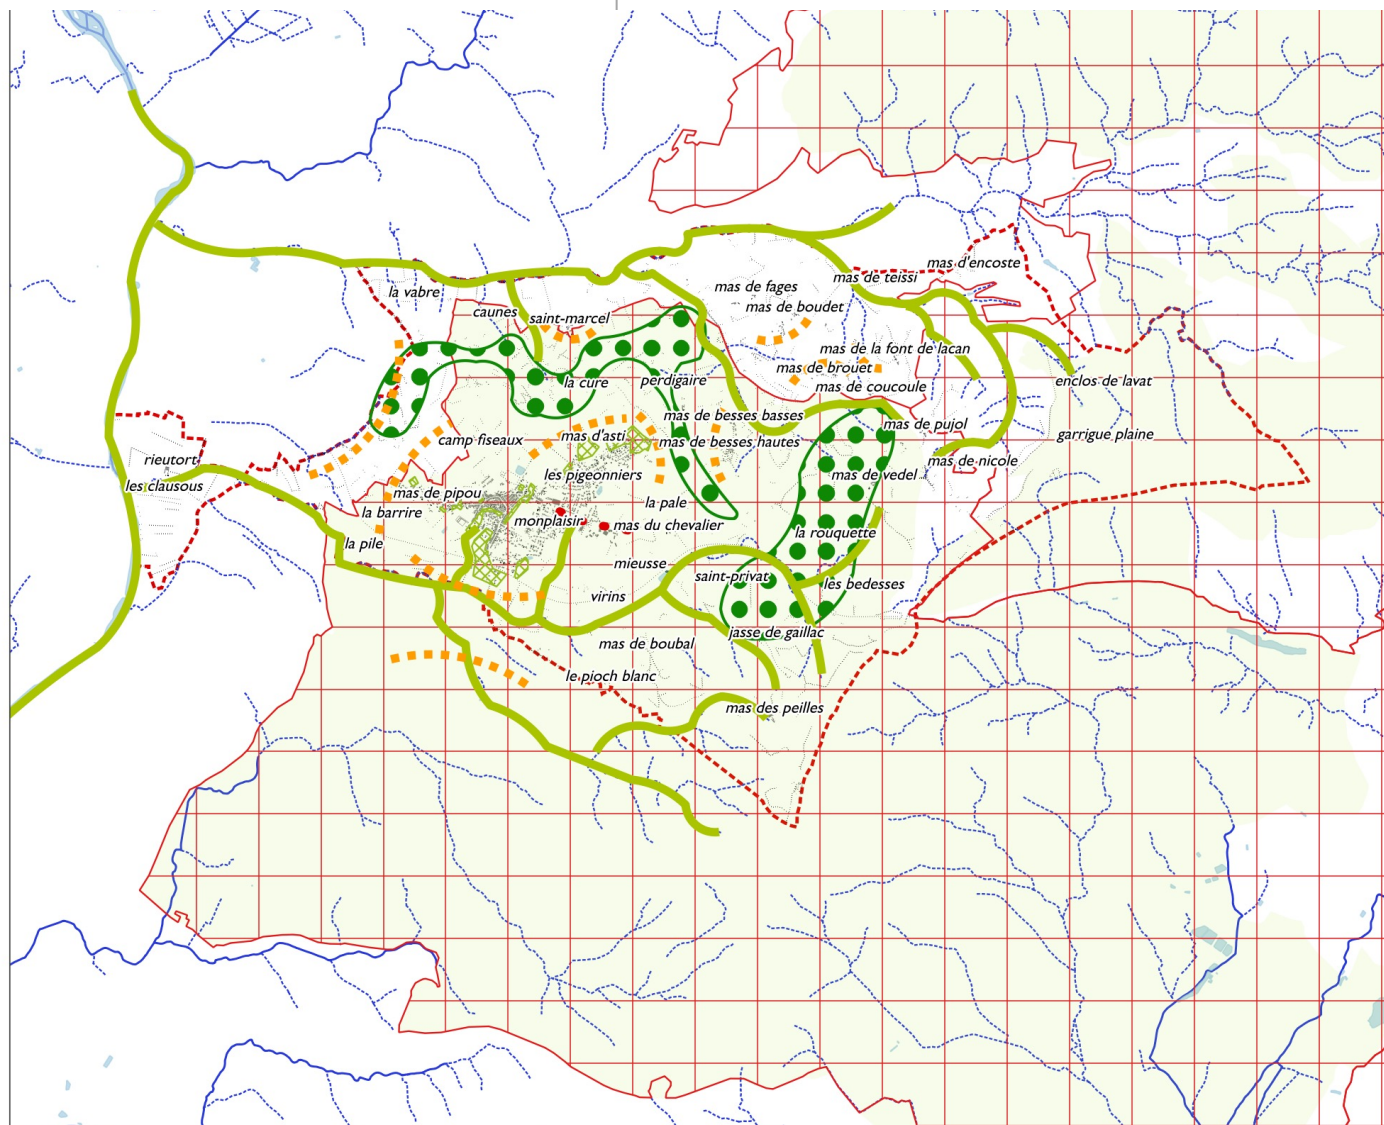 mas d'encoste
mas de teissi
la vabre
mas de fages
mas de boudet
caunes
saint-marcel
mas de la font de lacan
mas de brouet
la cure
perdigaire
mas de coucoule
enclos de lavat
mas de besses basses
mas de pujol
camp fiseaux
mas d'asti
mas de besses hautes
garrigue plaine
rieutort
mas de nicole
les pigeonniers
mas de vedel
les clausous
mas de pipou
la pale
la barrire
monplaisir
mas du chevalier
la rouquette
la pile
mieusse
saint-privat
les bedesses
virins
jasse de gaillac
mas de boubal
le pioch blanc
mas des peilles